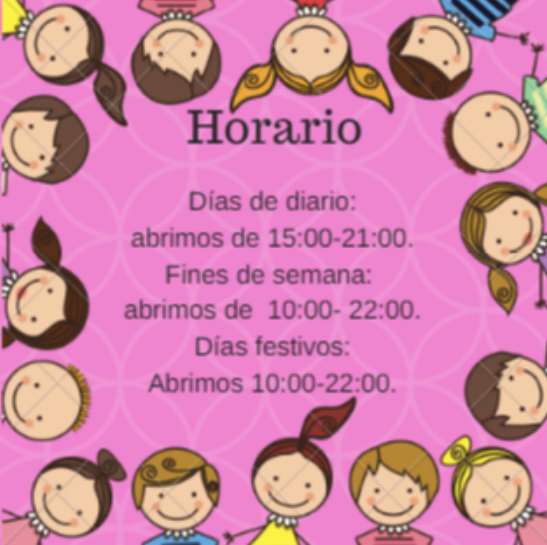 Horario
Días de diario:
abrimos de 15:00-21:00.
Fines de semana:
abrimos de  10:00- 22:00.
Días festivos:
Abrimos 10:00-22:00.